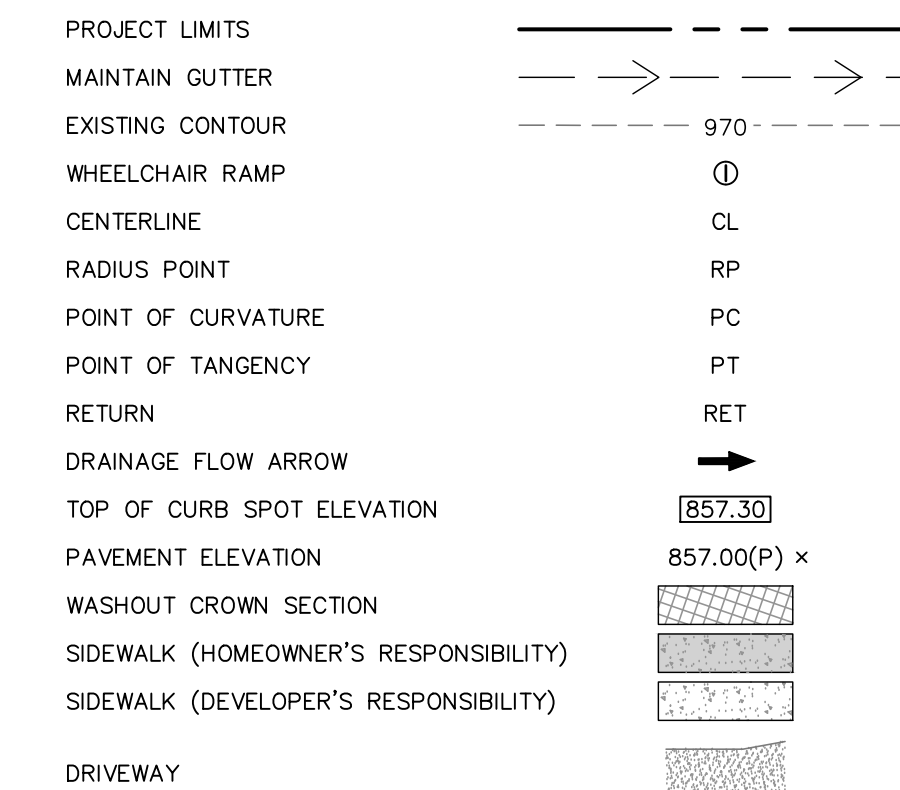 PROJECT LIMITS
MAINTAIN GUTTER
EXISTING CONTOUR 970
WHEELCHAIR RAMP
CENTERLINE CL
RADIUS POINT RP
POINT OF CURVATURE PC
POINT OF TANGENCY PT
RETURN RET
DRAINAGE FLOW ARROW
TOP OF CURB SPOT ELEVATION 857.30
PAVEMENT ELEVATION 857.00(P) ×
WASHOUT CROWN SECTION
SIDEWALK (HOMEOWNER'S RESPONSIBILITY)
SIDEWALK (DEVELOPER'S RESPONSIBILITY)
DRIVEWAY